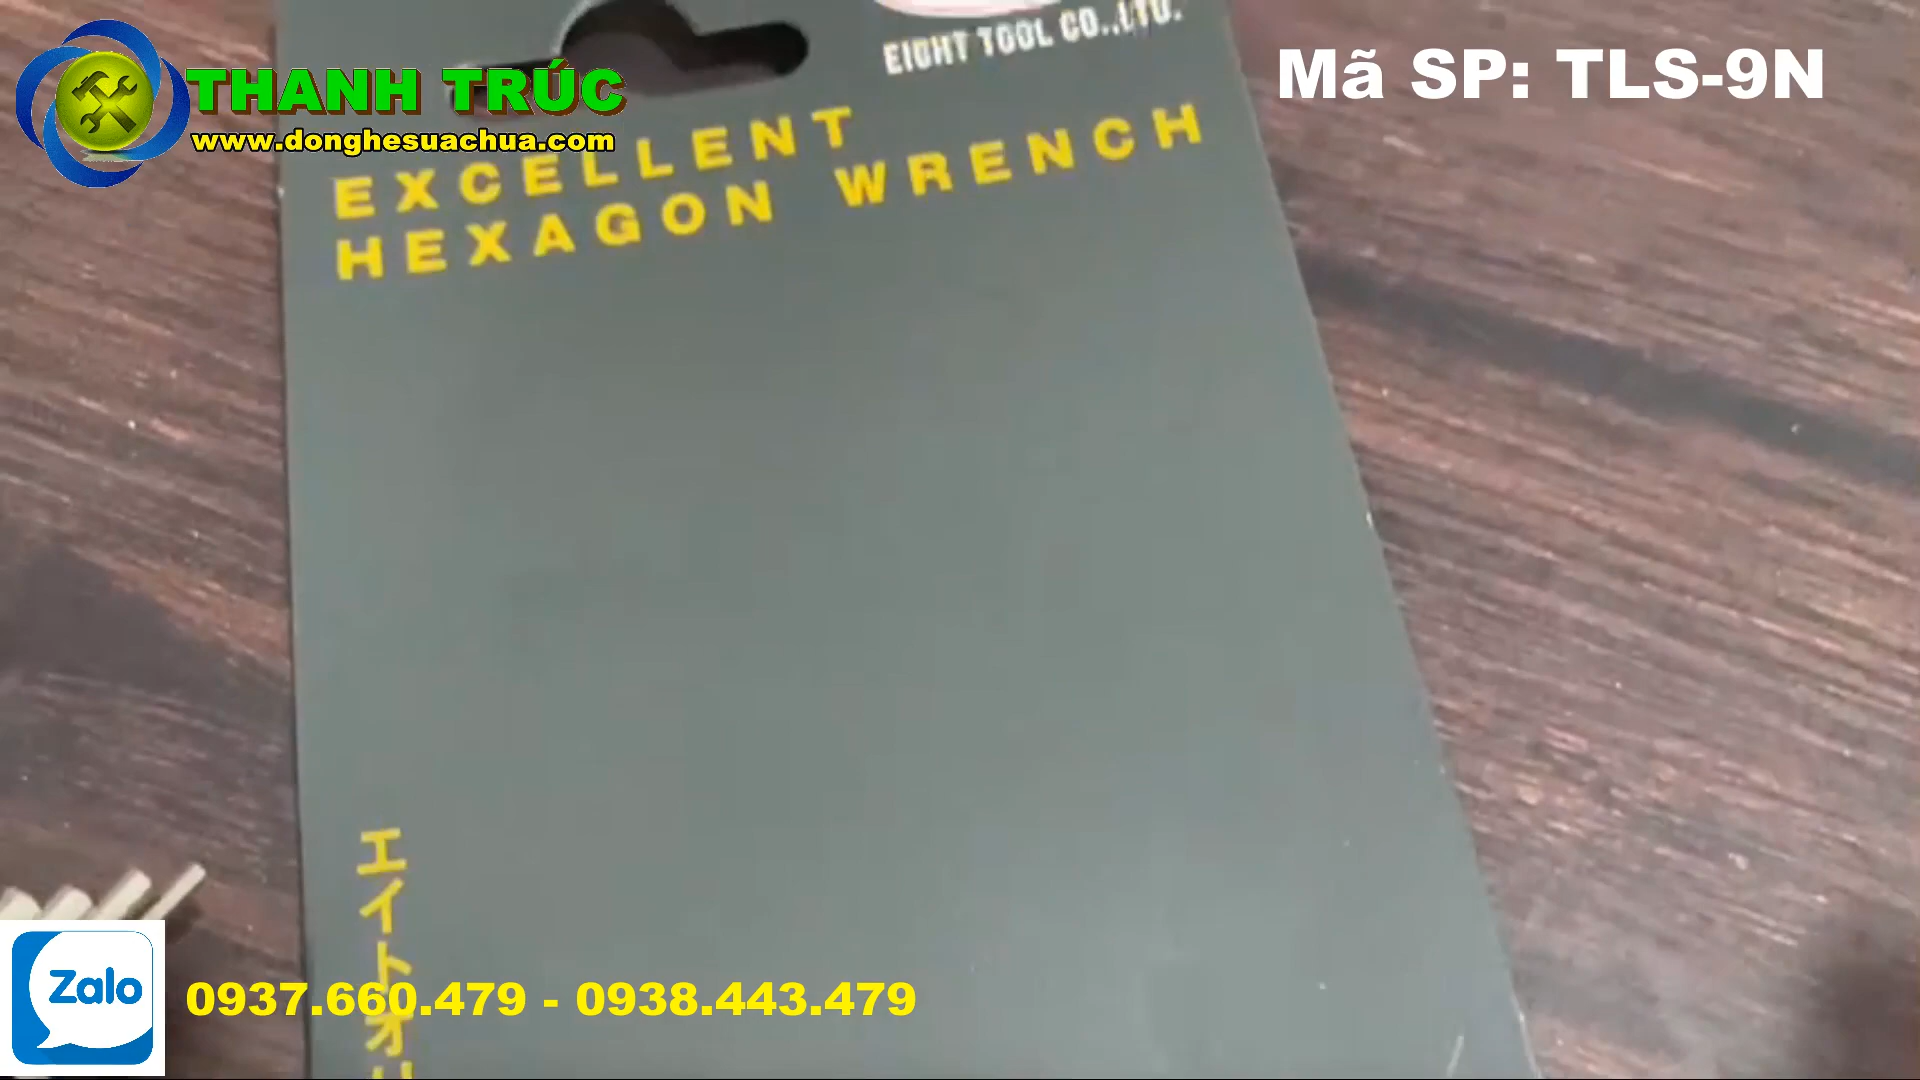 EIGHT TOOL CO.,LTD.
THANH TRÚC
www.donghesuachua.com
Mã SP: TLS-9N
EXCELLENT
HEXAGON WRENCH
エイトオリ
Zalo
0937.660.479 - 0938.443.479